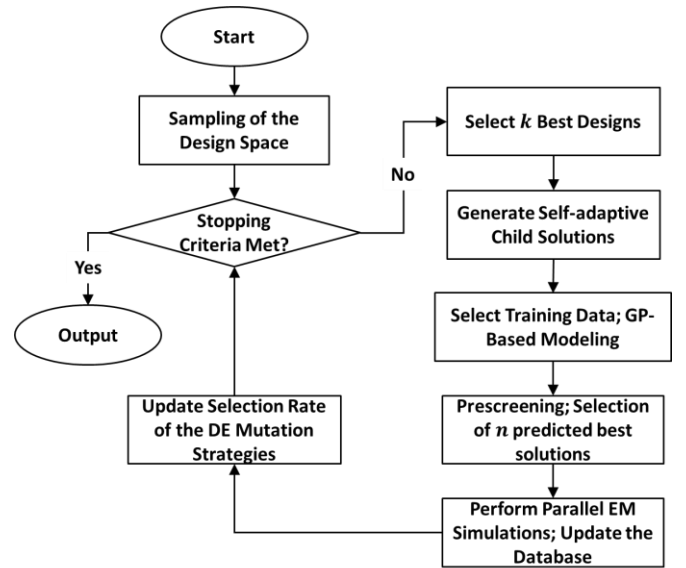 Start
Sampling of the
Design Space
Stopping
Criteria Met?
Yes
Output
No
Select k Best Designs
Generate Self-adaptive
Child Solutions
Select Training Data; GP-
Based Modeling
Prescreening; Selection
of n predicted best
solutions
Perform Parallel EM
Simulations; Update the
Database
Update Selection Rate
of the DE Mutation
Strategies